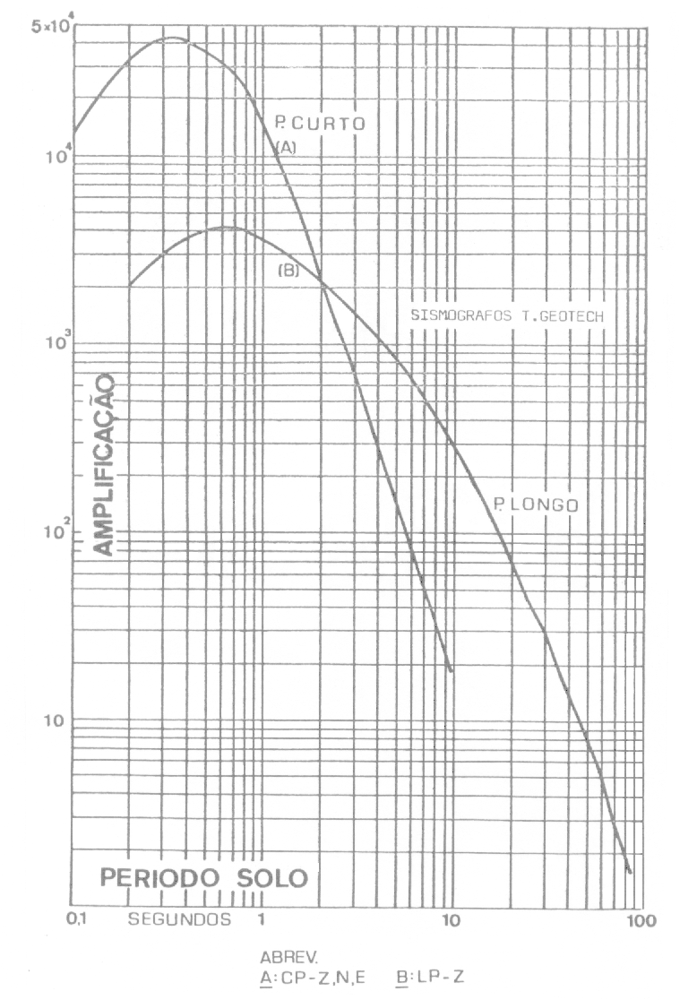 5×10⁴
P. CURTO
(A)
10⁴
(B)
SISMOGRAFOS T.GEOTECH
10³
AMPLIFICAÇÃO
P. LONGO
10²
10
PERIODO SOLO
0,1 SEGUNDOS 1 10 100
ABREV.
A:CP-Z,N,E B:LP-Z